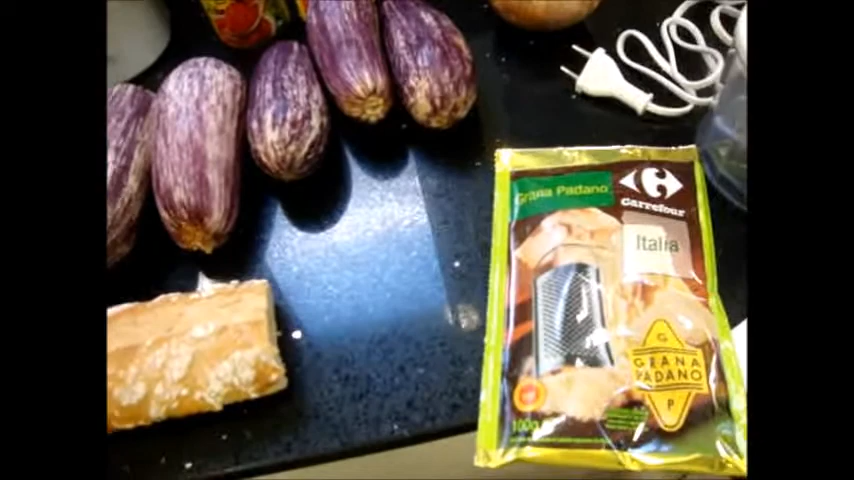 Grana Padano
Carrefour
Italia
G
GRANA
PADANO
P
100g